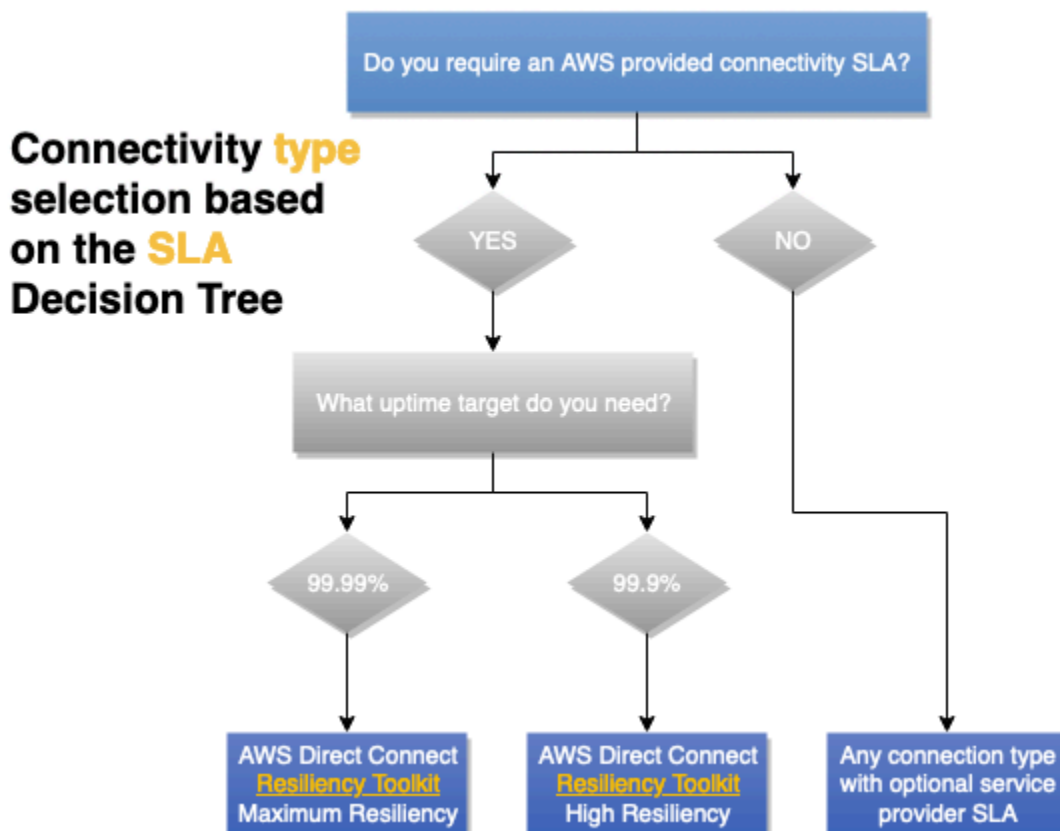 Do you require an AWS provided connectivity SLA?
Connectivity type
selection based
on the SLA
Decision Tree
YES
NO
What uptime target do you need?
99.99%
99.9%
AWS Direct Connect
Resiliency Toolkit
Maximum Resiliency
AWS Direct Connect
Resiliency Toolkit
High Resiliency
Any connection type
with optional service
provider SLA